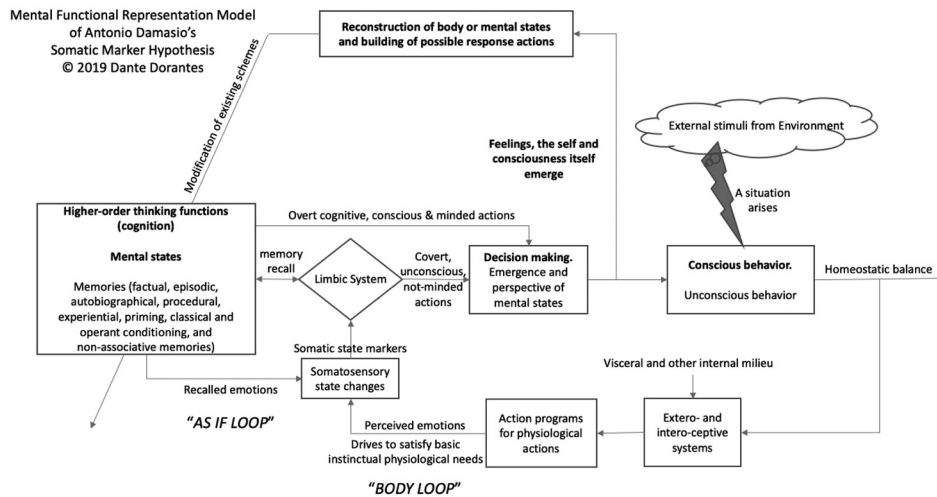 Mental Functional Representation Model
of Antonio Damasio's
Somatic Marker Hypothesis
© 2019 Dante Dorantes
Reconstruction of body or mental states
and building of possible response actions
Modification of existing schemes
External stimuli from Environment
Feelings, the self and
consciousness itself
emerge
A situation
arises
Higher-order thinking functions
(cognition)
Mental states
Memories (factual, episodic,
autobiographical, procedural,
experiential, priming, classical and
operant conditioning, and
non-associative memories)
Overt cognitive, conscious & minded actions
memory
recall
Limbic System
Covert,
unconscious,
not-minded
actions
Decision making.
Emergence and
perspective of
mental states
Conscious behavior.
Unconscious behavior
Homeostatic balance
Somatic state markers
Somatosensory
state changes
Recalled emotions
"AS IF LOOP"
Visceral and other internal milieu
Perceived emotions
Drives to satisfy basic
instinctual physiological needs
Action programs
for physiological
actions
Extero- and
intero-ceptive
systems
"BODY LOOP"